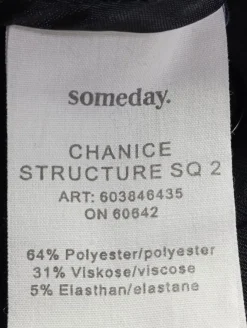 someday.
CHANICE
STRUCTURE SQ 2
ART: 603846435
ON 60642
64% Polyester/polyester
31% Viskose/viscose
5% Elasthan/elastane